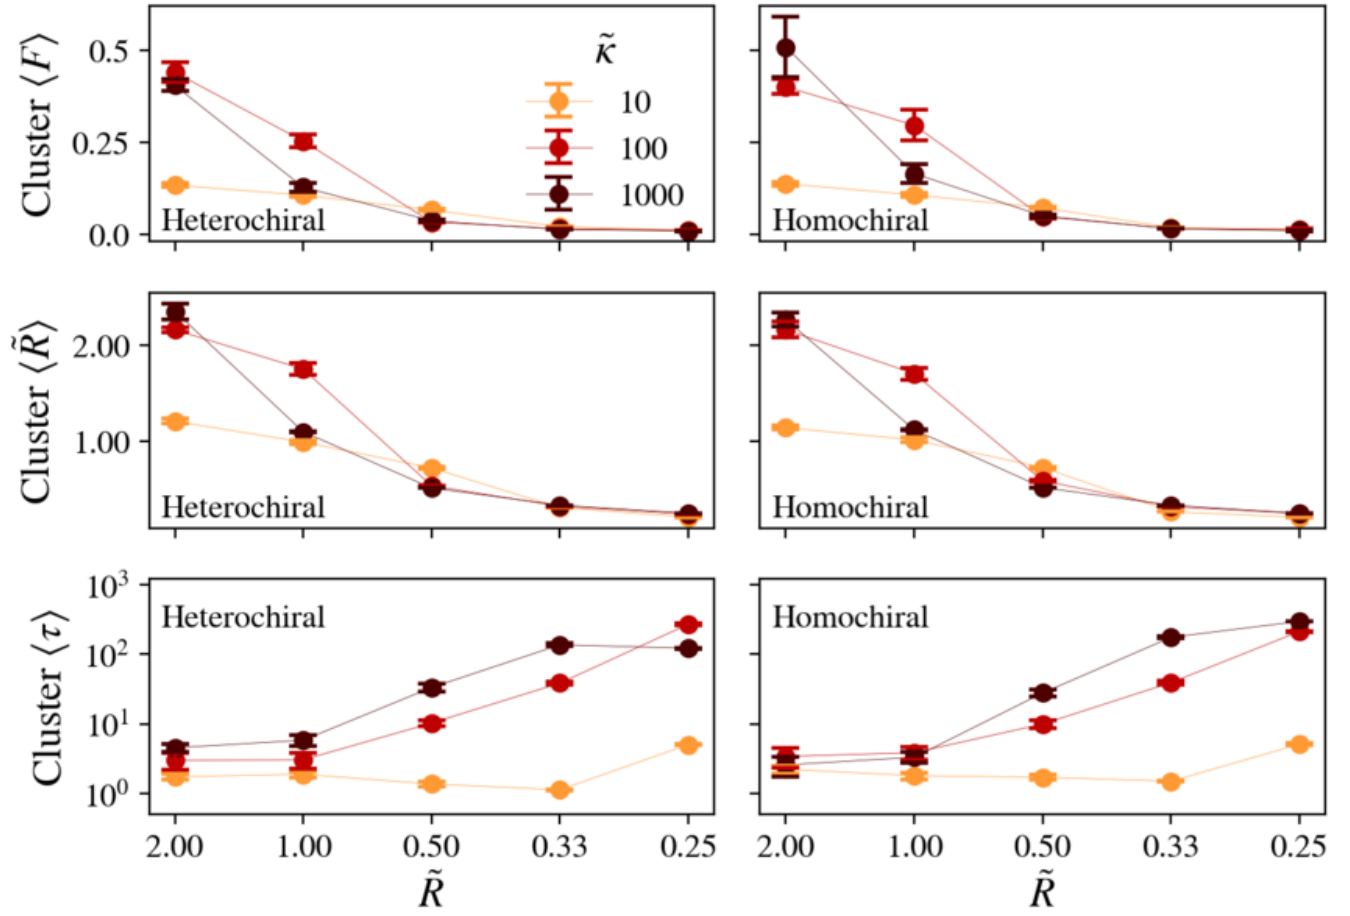 Cluster ⟨F⟩
0.5
0.25
0.0
κ̃
10
100
1000
Heterochiral
Homochiral
Cluster ⟨R̃⟩
2.00
1.00
Heterochiral
Homochiral
Cluster ⟨τ⟩
10³
10²
10¹
10⁰
Heterochiral
Homochiral
2.00 1.00 0.50 0.33 0.25
2.00 1.00 0.50 0.33 0.25
R̃
R̃